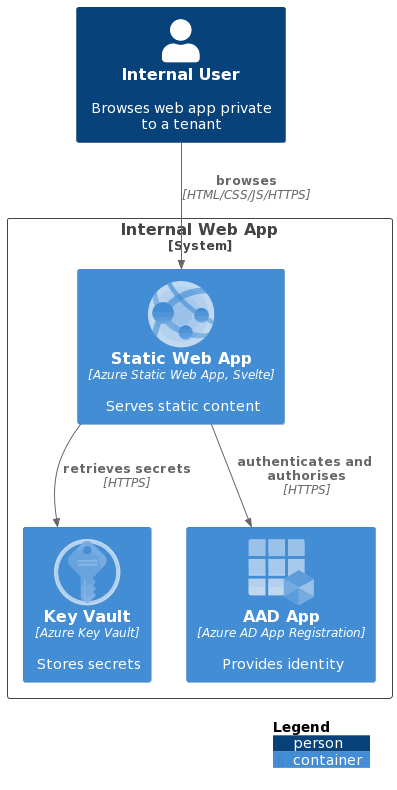 Internal User
Browses web app private
to a tenant
browses
[HTML/CSS/JS/HTTPS]
Internal Web App
[System]
Static Web App
[Azure Static Web App, Svelte]
Serves static content
retrieves secrets
[HTTPS]
authenticates and
authorises
[HTTPS]
Key Vault
[Azure Key Vault]
Stores secrets
AAD App
[Azure AD App Registration]
Provides identity
Legend
person
container